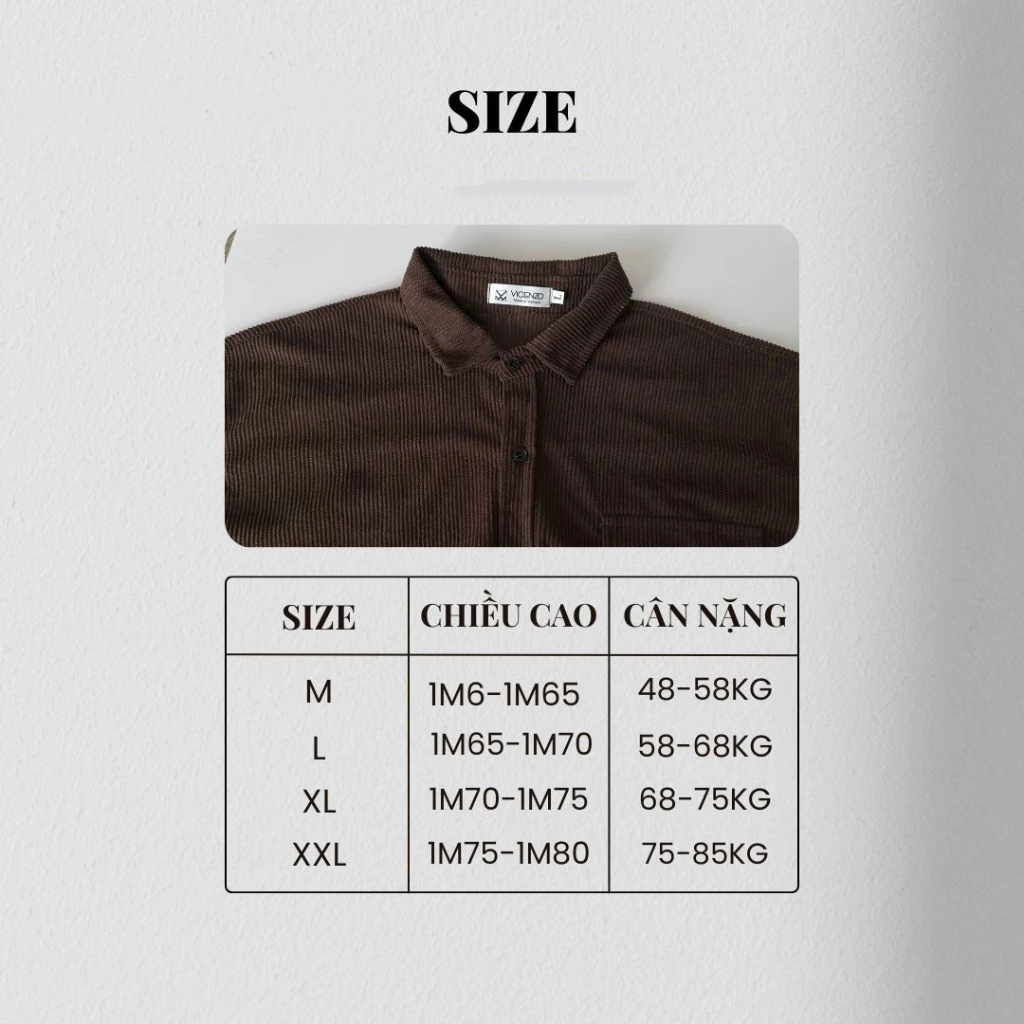 SIZE
VICENZO
SIZE CHIỀU CAO CÂN NẶNG
M 1M6-1M65 48-58KG
L 1M65-1M70 58-68KG
XL 1M70-1M75 68-75KG
XXL 1M75-1M80 75-85KG